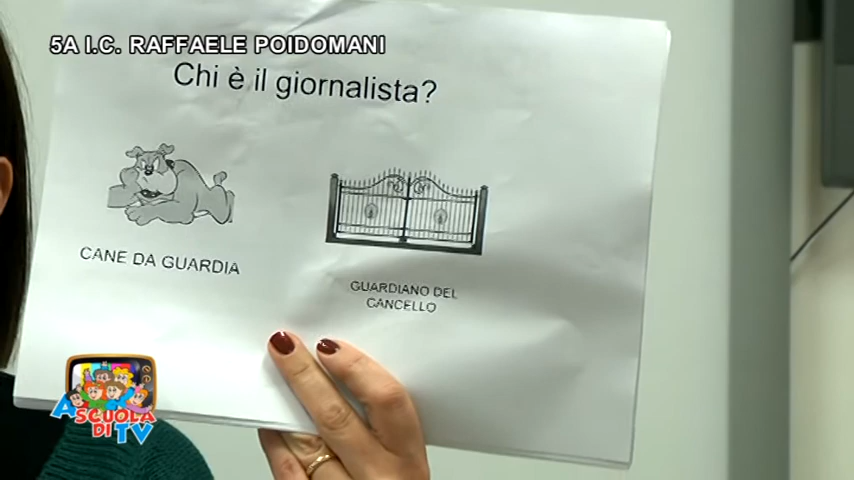 5A I.C. RAFFAELE POIDOMANI
Chi è il giornalista?
CANE DA GUARDIA
GUARDIANO DEL
CANCELLO
A SCUOLA
DI TV